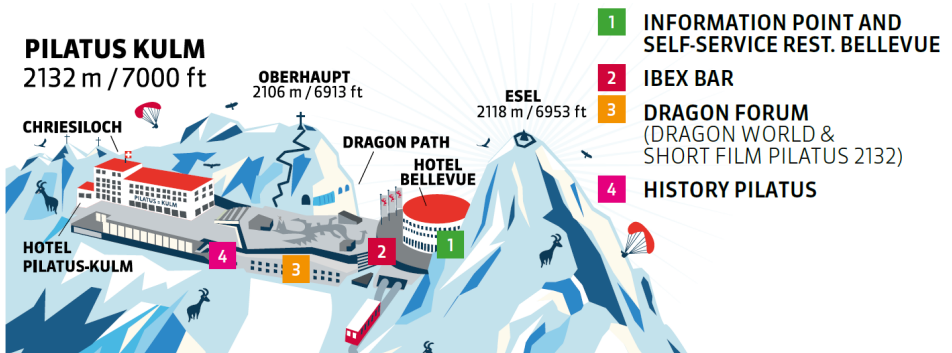 PILATUS KULM
2132 m / 7000 ft
OBERHAUPT
2106 m / 6913 ft
ESEL
2118 m / 6953 ft
CHRIESILOCH
DRAGON PATH
HOTEL
BELLEVUE
PILATUS KULM
HOTEL
PILATUS-KULM
4
3
2
1
1 INFORMATION POINT AND
SELF-SERVICE REST. BELLEVUE
2 IBEX BAR
3 DRAGON FORUM
(DRAGON WORLD &
SHORT FILM PILATUS 2132)
4 HISTORY PILATUS